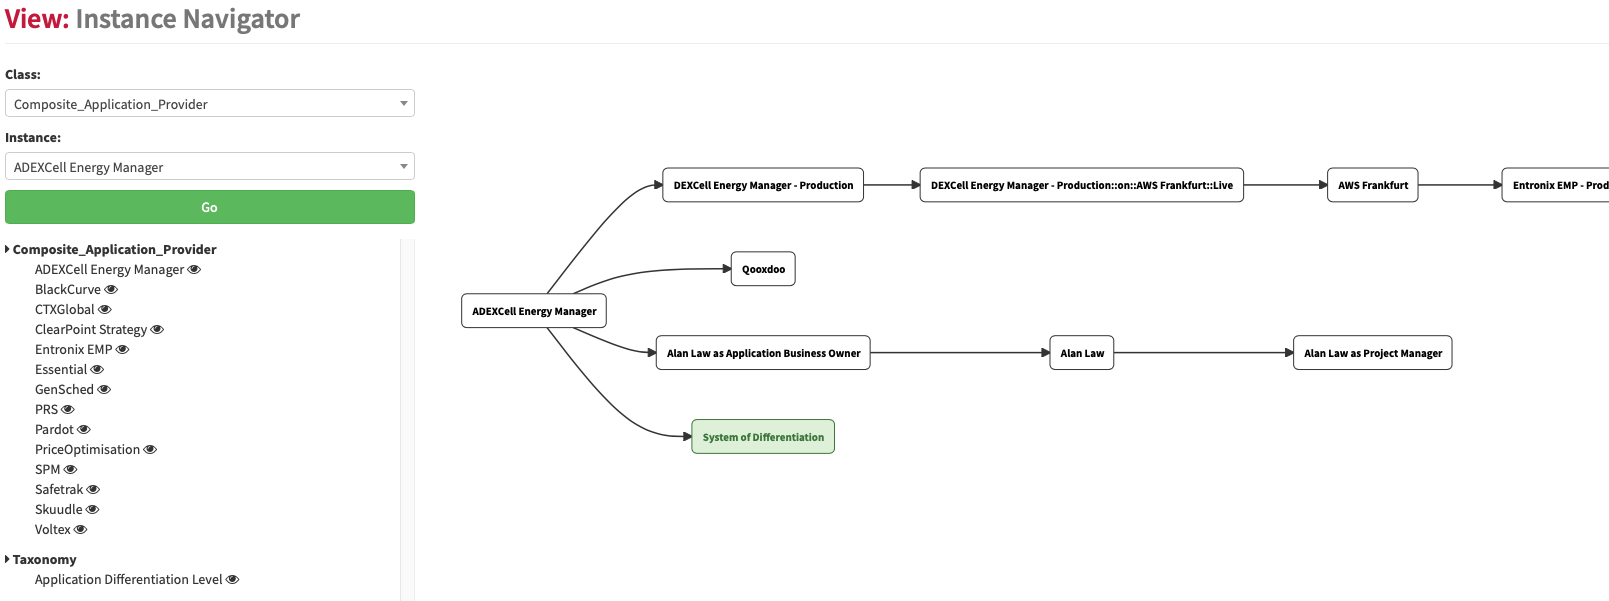 View: Instance Navigator
Class:
Composite_Application_Provider
Instance:
ADEXCell Energy Manager
Go
Composite_Application_Provider
ADEXCell Energy Manager
BlackCurve
CTXGlobal
ClearPoint Strategy
Entronix EMP
Essential
GenSched
PRS
Pardot
PriceOptimisation
SPM
Safetrak
Skuudle
Voltex
Taxonomy
Application Differentiation Level
DEXCell Energy Manager - Production
DEXCell Energy Manager - Production::on::AWS Frankfurt::Live
AWS Frankfurt
Entronix EMP - Prod
Qooxdoo
ADEXCell Energy Manager
Alan Law as Application Business Owner
Alan Law
Alan Law as Project Manager
System of Differentiation